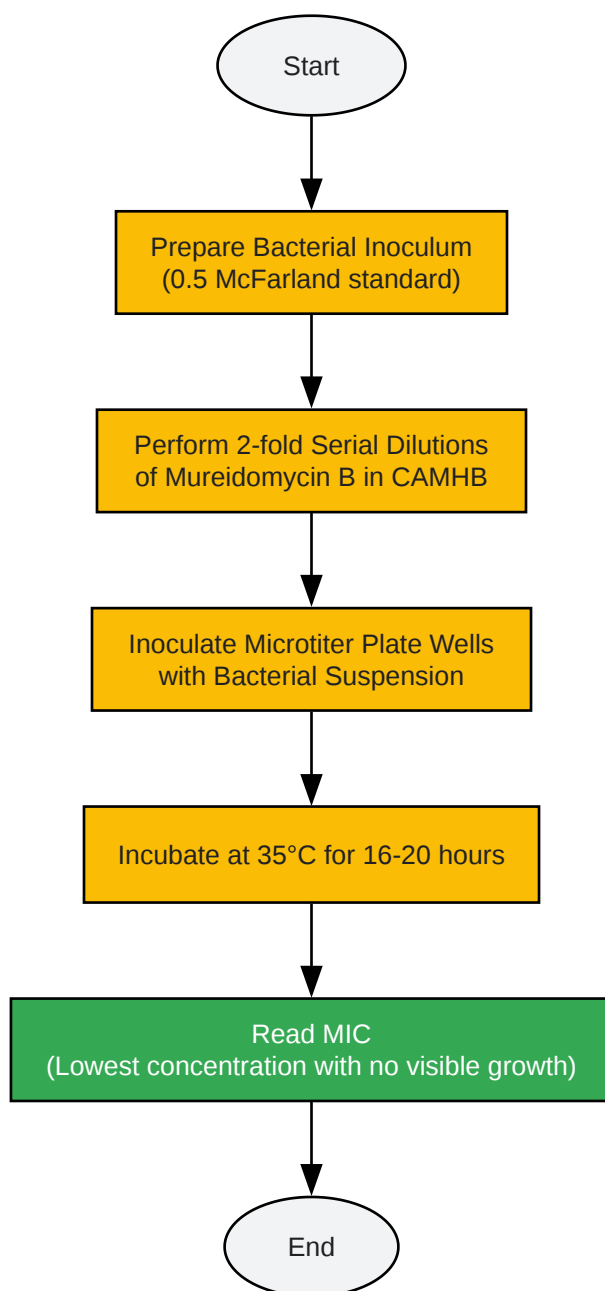 Start
Prepare Bacterial Inoculum
(0.5 McFarland standard)
Perform 2-fold Serial Dilutions
of Mureidomycin B in CAMHB
Inoculate Microtiter Plate Wells
with Bacterial Suspension
Incubate at 35°C for 16-20 hours
Read MIC
(Lowest concentration with no visible growth)
End